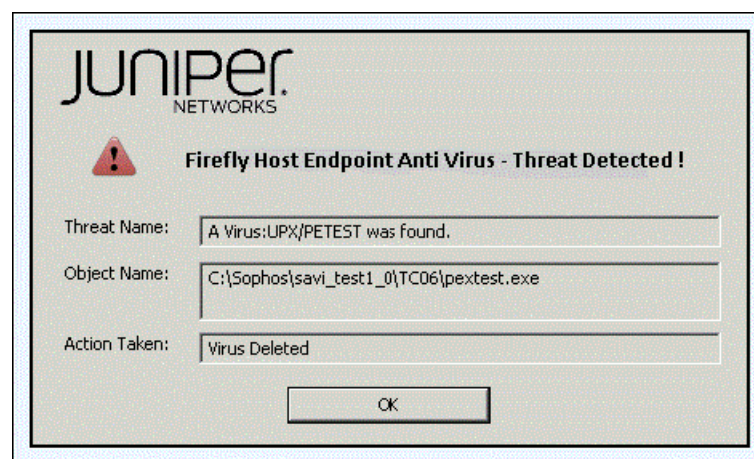 JUNIPER
NETWORKS
Firefly Host Endpoint Anti Virus - Threat Detected !
Threat Name: A Virus:UPX/PETEST was found.
Object Name: C:\Sophos\savi_test1_0\TC06\pextest.exe
Action Taken: Virus Deleted
OK